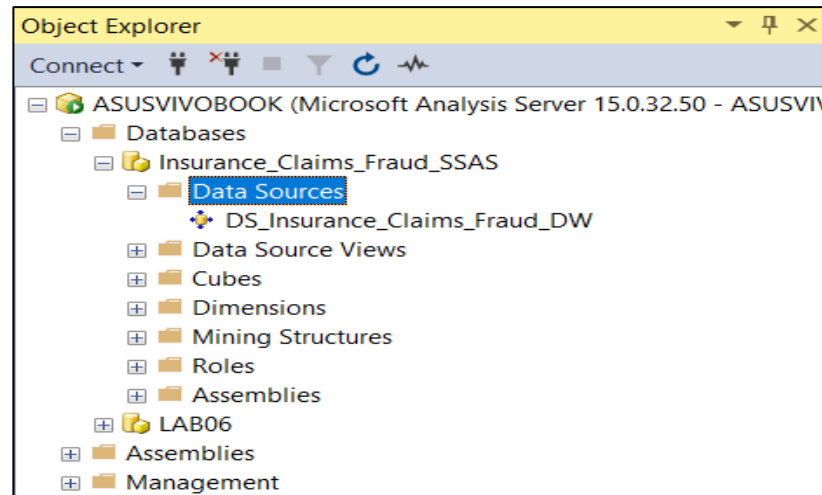 Object Explorer
Connect
ASUSVIVOBOOK (Microsoft Analysis Server 15.0.32.50 - ASUSVIV
Databases
Insurance_Claims_Fraud_SSAS
Data Sources
DS_Insurance_Claims_Fraud_DW
Data Source Views
Cubes
Dimensions
Mining Structures
Roles
Assemblies
LAB06
Assemblies
Management